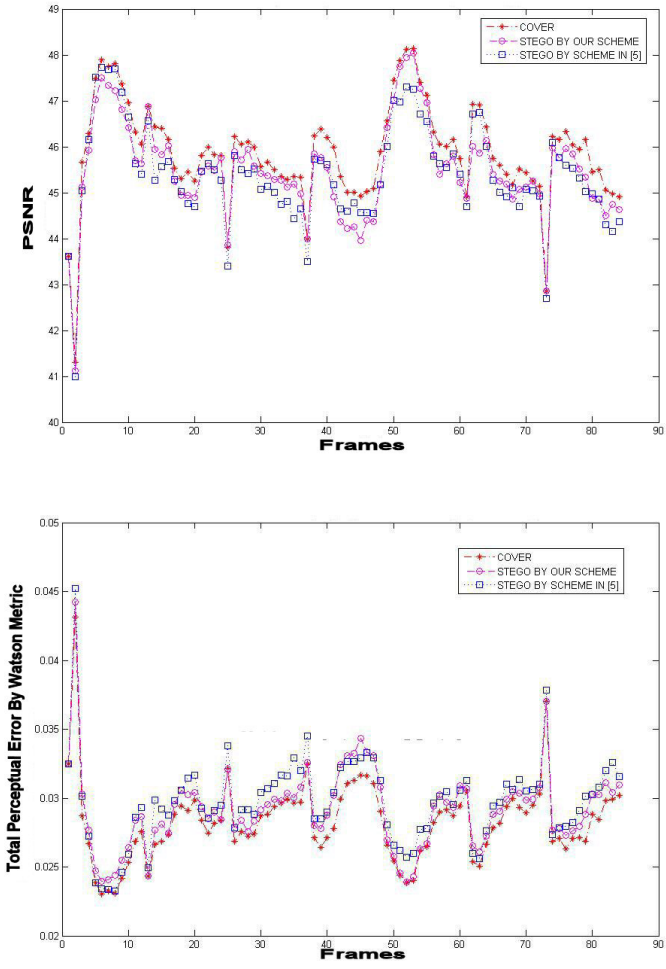 49
48
47
46
45
44
43
42
41
40
PSNR
COVER
STEGO BY OUR SCHEME
STEGO BY SCHEME IN [5]
0 10 20 30 40 50 60 70 80 90
Frames
0.05
0.045
0.04
0.035
0.03
0.025
0.02
Total Perceptual Error By Watson Metric
COVER
STEGO BY OUR SCHEME
STEGO BY SCHEME IN [5]
0 10 20 30 40 50 60 70 80 90
Frames